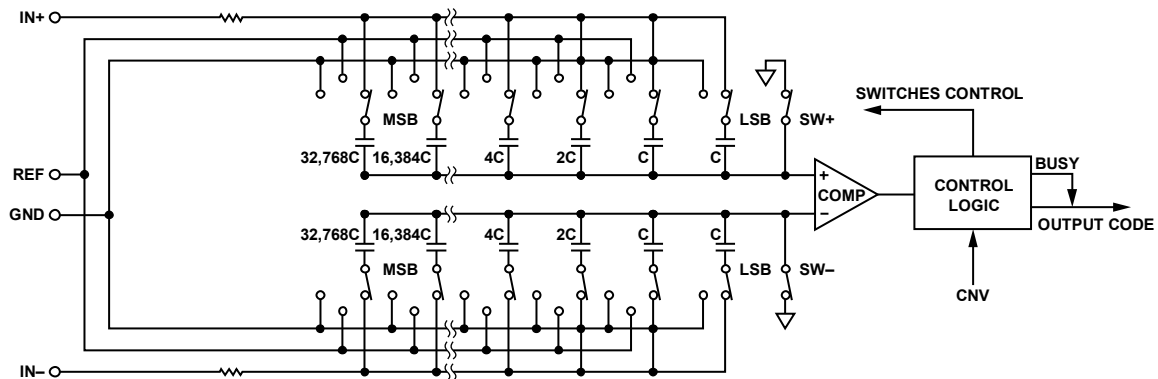 IN+
SWITCHES CONTROL
MSB
LSB
SW+
32,768C 16,384C 4C 2C C C
BUSY
REF
+
COMP
–
CONTROL
LOGIC
GND
OUTPUT CODE
32,768C 16,384C 4C 2C C C
MSB
LSB
SW–
CNV
IN–